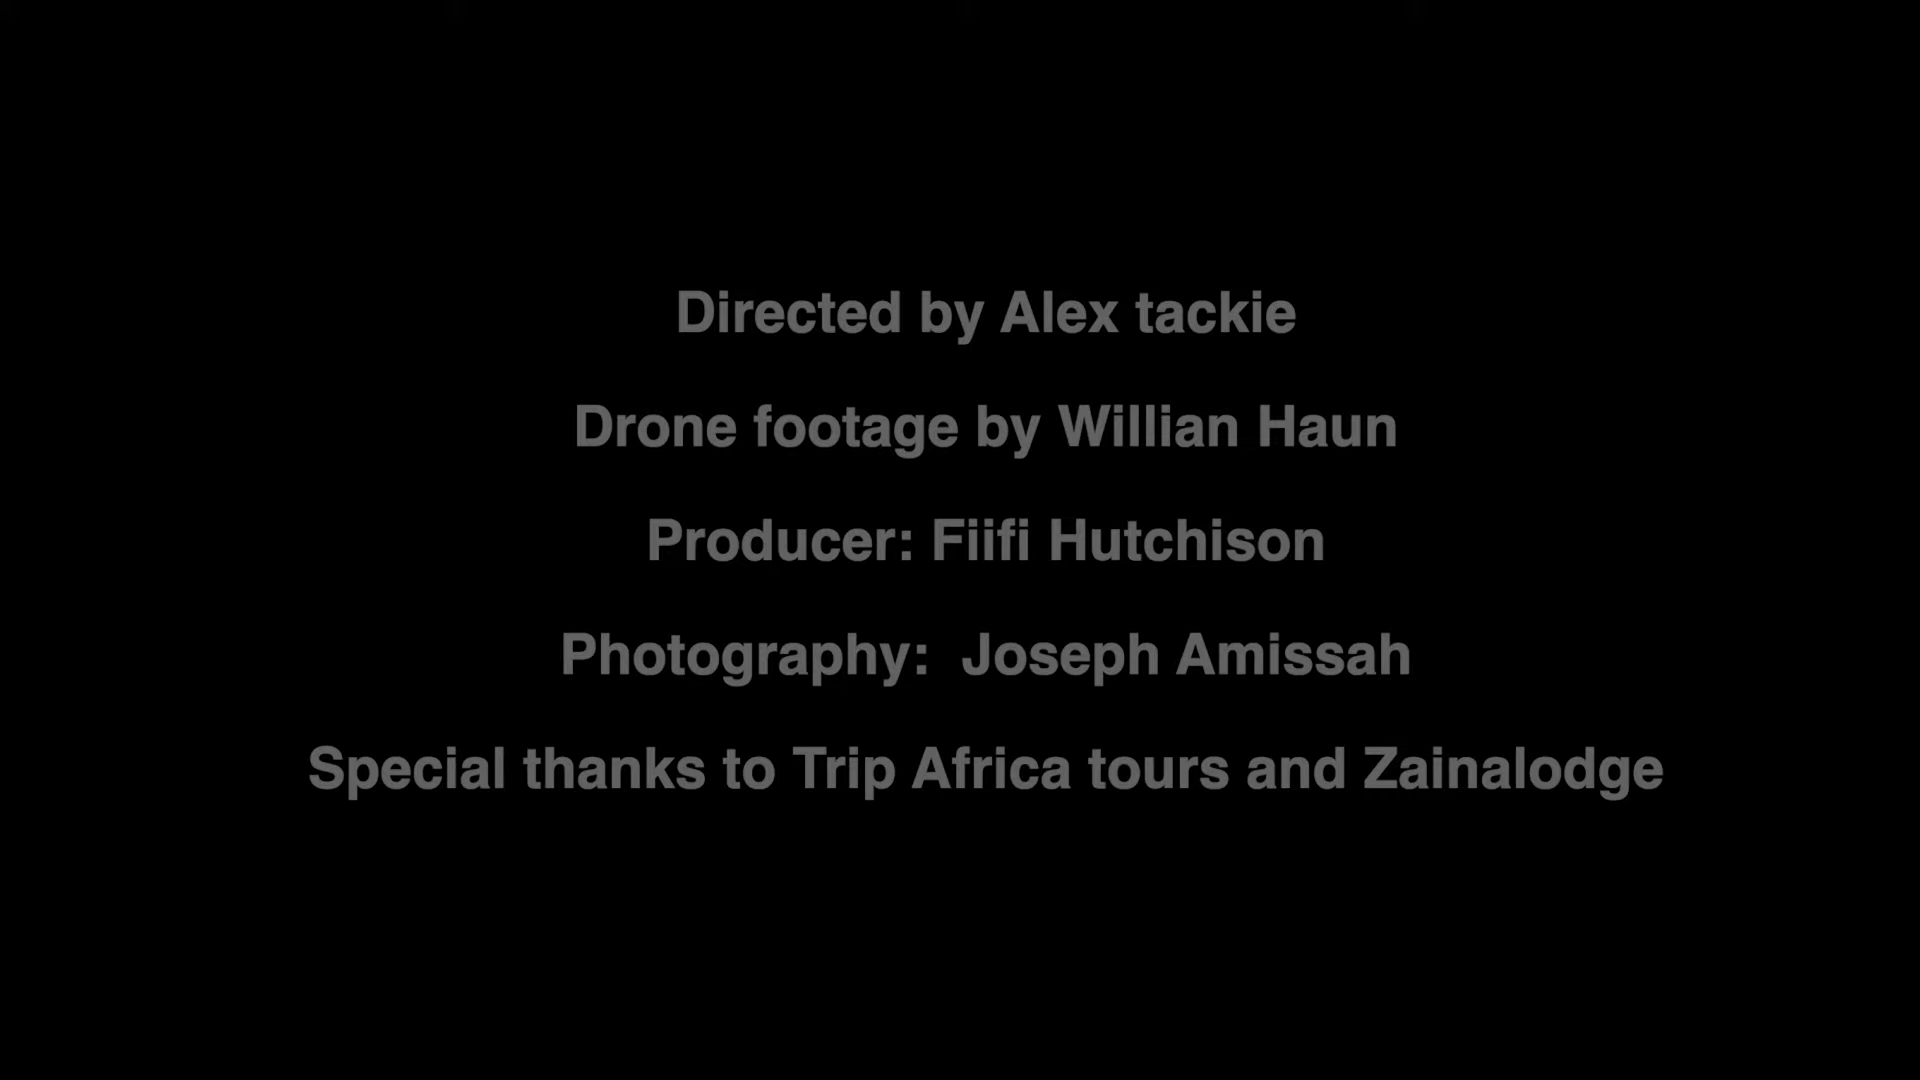 Directed by Alex tackie
Drone footage by Willian Haun
Producer: Fiifi Hutchison
Photography:  Joseph Amissah
Special thanks to Trip Africa tours and Zainalodge